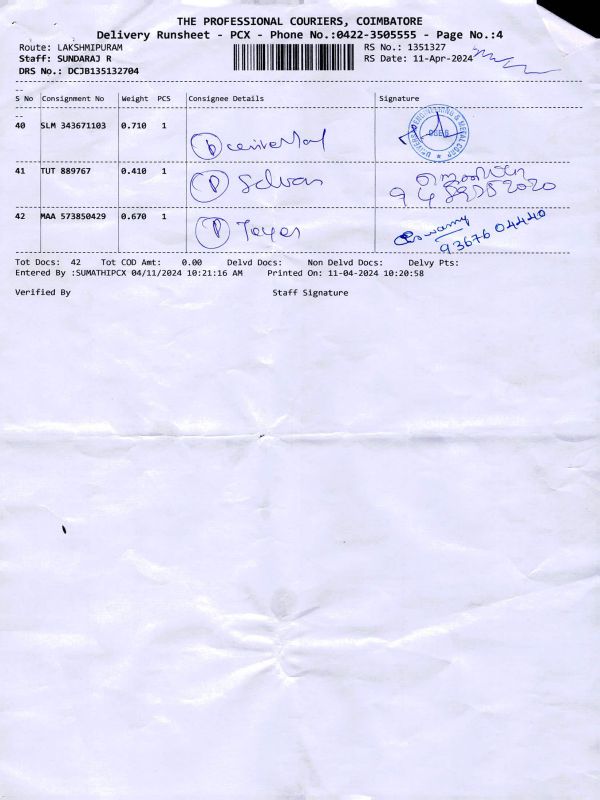 THE PROFESSIONAL COURIERS, COIMBATORE
Delivery Runsheet - PCX - Phone No.:0422-3505555 - Page No.:4
Route: LAKSHMIPURAM
RS No.: 1351327
Staff: SUNDARAJ R
RS Date: 11-Apr-2024
DRS No.: DCJB135132704
--
S No Consignment No Weight PCS Consignee Details Signature
--
40 SLM 343671103 0.710 1
41 TUT 889767 0.410 1 P Selvan
42 MAA 573850429 0.670 1 P
swamy
93676 04440
Tot Docs: 42 Tot COD Amt: 0.00 Delvd Docs: Non Delvd Docs: Delvy Pts:
Entered By :SUMATHIPCX 04/11/2024 10:21:16 AM Printed On: 11-04-2024 10:20:58
Verified By Staff Signature